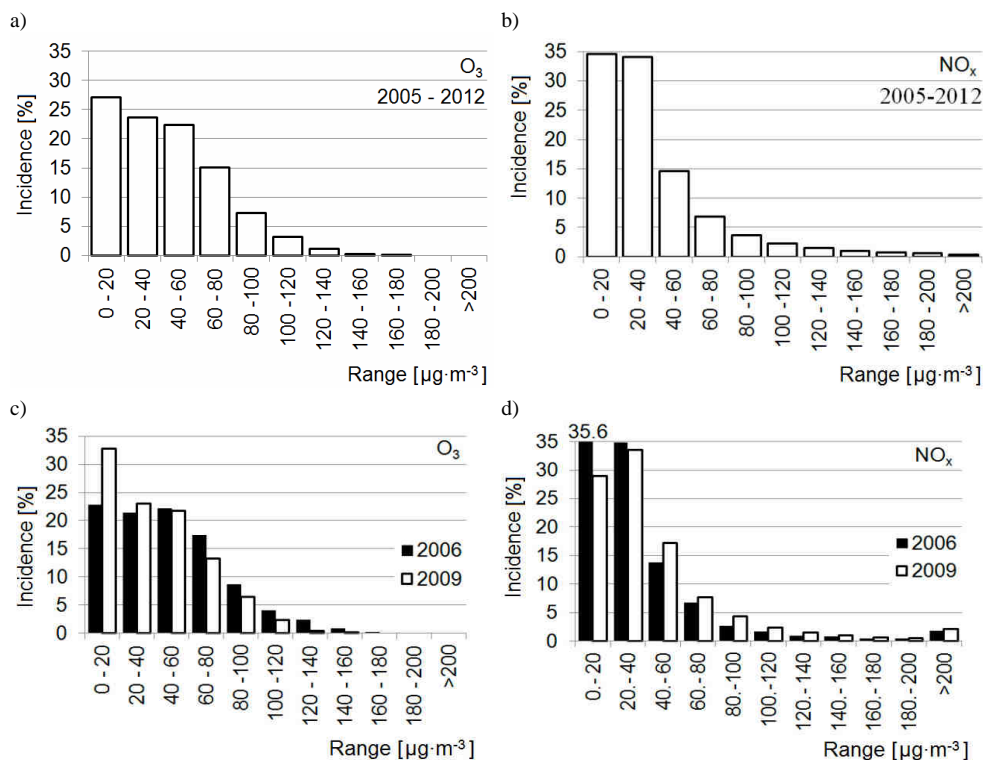 a)
35
30
25
20
15
10
5
0
Incidence [%]
O₃
2005 - 2012
0 - 20
20 - 40
40 - 60
60 - 80
80 -100
100 -120
120 - 140
140 - 160
160 - 180
180 - 200
>200
Range [µg·m⁻³]
b)
35
30
25
20
15
10
5
0
Incidence [%]
NOₓ
2005-2012
0 - 20
20 - 40
40 - 60
60 - 80
80 -100
100 - 120
120 - 140
140 - 160
160 - 180
180 - 200
>200
Range [µg·m⁻³]
c)
35
30
25
20
15
10
5
0
Incidence [%]
O₃
2006
2009
0 - 20
20 - 40
40 - 60
60 - 80
80 -100
100 -120
120 - 140
140 - 160
160 - 180
180 - 200
>200
Range [µg·m⁻³]
d)
35.6
35
30
25
20
15
10
5
0
Incidence [%]
NOₓ
2006
2009
0.- 20
20.- 40
40.- 60
60.- 80
80.-100
100.- 120
120.- 140
140.- 160
160.- 180
180.- 200
>200
Range [µg·m⁻³]